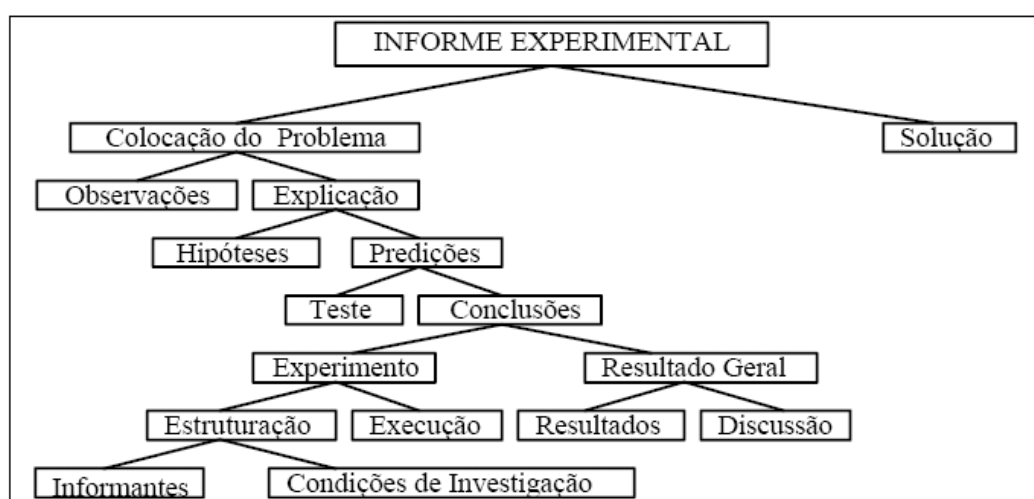 INFORME EXPERIMENTAL
Colocação do Problema
Solução
Observações
Explicação
Hipóteses
Predições
Teste
Conclusões
Experimento
Resultado Geral
Estruturação
Execução
Resultados
Discussão
Informantes
Condições de Investigação